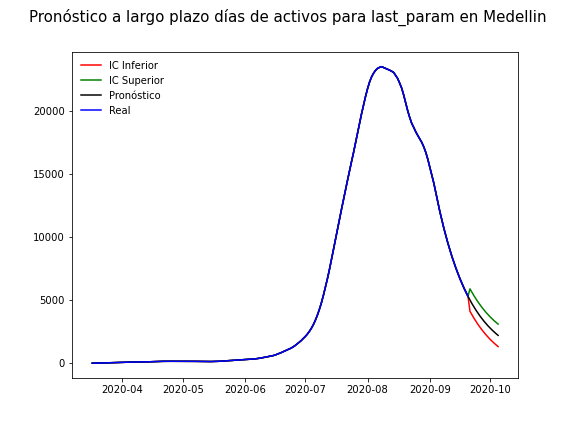 Pronóstico a largo plazo días de activos para last_param en Medellin
IC Inferior
IC Superior
Pronóstico
Real
20000
15000
10000
5000
0
2020-04 2020-05 2020-06 2020-07 2020-08 2020-09 2020-10